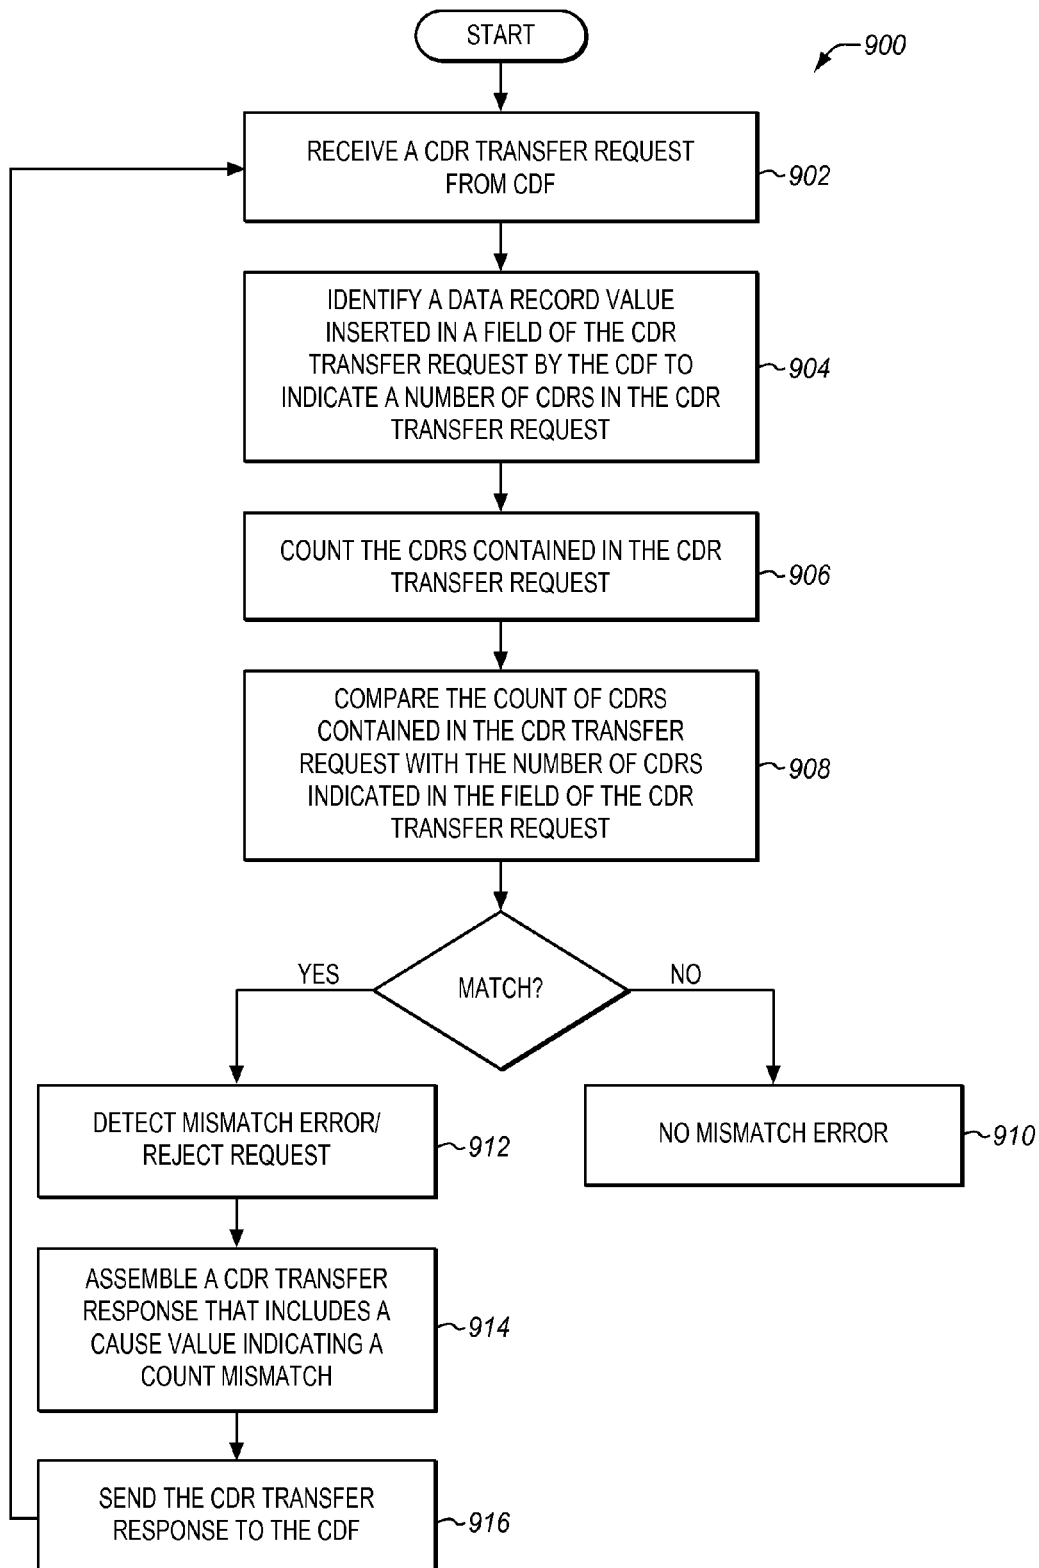 START
900
RECEIVE A CDR TRANSFER REQUEST
FROM CDF
902
IDENTIFY A DATA RECORD VALUE
INSERTED IN A FIELD OF THE CDR
TRANSFER REQUEST BY THE CDF TO
INDICATE A NUMBER OF CDRS IN THE CDR
TRANSFER REQUEST
904
COUNT THE CDRS CONTAINED IN THE CDR
TRANSFER REQUEST
906
COMPARE THE COUNT OF CDRS
CONTAINED IN THE CDR TRANSFER
REQUEST WITH THE NUMBER OF CDRS
INDICATED IN THE FIELD OF THE CDR
TRANSFER REQUEST
908
YES
MATCH?
NO
DETECT MISMATCH ERROR/
REJECT REQUEST
912
NO MISMATCH ERROR
910
ASSEMBLE A CDR TRANSFER
RESPONSE THAT INCLUDES A
CAUSE VALUE INDICATING A
COUNT MISMATCH
914
SEND THE CDR TRANSFER
RESPONSE TO THE CDF
916